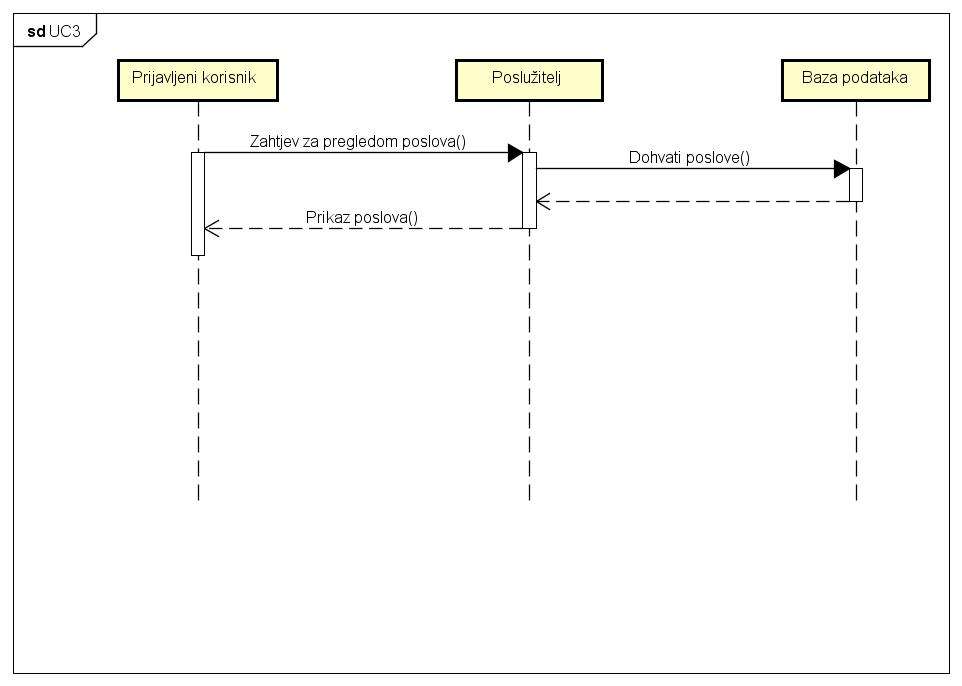 sd UC3
Prijavljeni korisnik
Poslužitelj
Baza podataka
Zahtjev za pregledom poslova()
Dohvati poslove()
Prikaz poslova()